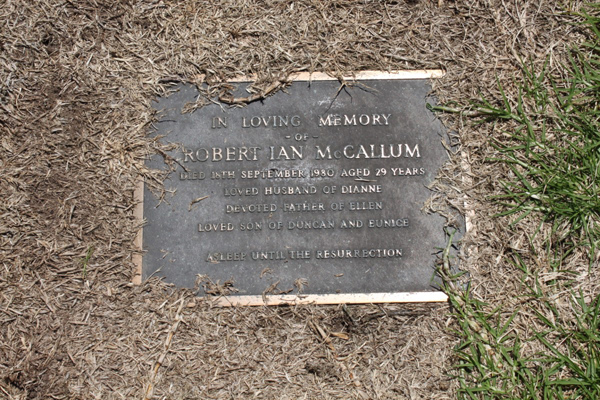 IN LOVING MEMORY
- OF -
ROBERT IAN McCALLUM
DIED 18TH SEPTEMBER 1980 AGED 29 YEARS
LOVED HUSBAND OF DIANNE
DEVOTED FATHER OF ELLEN
LOVED SON OF DUNCAN AND EUNICE
ASLEEP UNTIL THE RESURRECTION